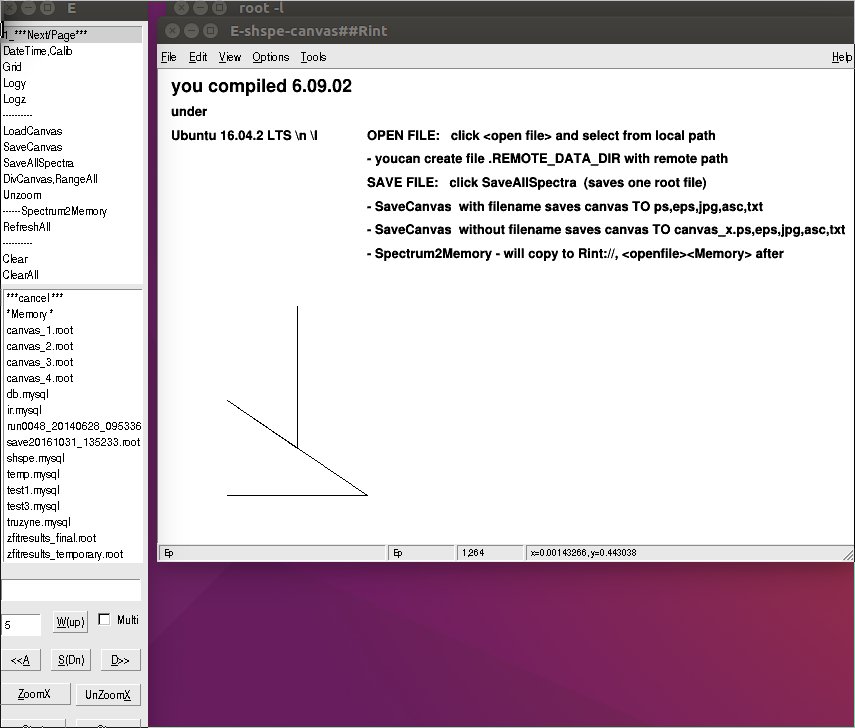 E
root -l
E-shspe-canvas##Rint
1_***Next/Page***
DateTime,Calib
Grid
Logy
Logz
----------
LoadCanvas
SaveCanvas
SaveAllSpectra
DivCanvas,RangeAll
Unzoom
------Spectrum2Memory
RefreshAll
----------
Clear
ClearAll
***cancel ***
*Memory *
canvas_1.root
canvas_2.root
canvas_3.root
canvas_4.root
db.mysql
ir.mysql
run0048_20140628_095336
save20161031_135233.root
shspe.mysql
temp.mysql
test1.mysql
test3.mysql
truzyne.mysql
zfitresults_final.root
zfitresults_temporary.root
5
W(up)
Multi
<<A
S(Dn)
D>>
ZoomX
UnZoomX
File Edit View Options Tools Help
you compiled 6.09.02
under
Ubuntu 16.04.2 LTS \n \l
OPEN FILE: click <open file> and select from local path
- youcan create file .REMOTE_DATA_DIR with remote path
SAVE FILE: click SaveAllSpectra (saves one root file)
- SaveCanvas with filename saves canvas TO ps,eps,jpg,asc,txt
- SaveCanvas without filename saves canvas TO canvas_x.ps,eps,jpg,asc,txt
- Spectrum2Memory - will copy to Rint://, <openfile><Memory> after
Ep
Ep
1,264
x=0.00143266, y=0.443038